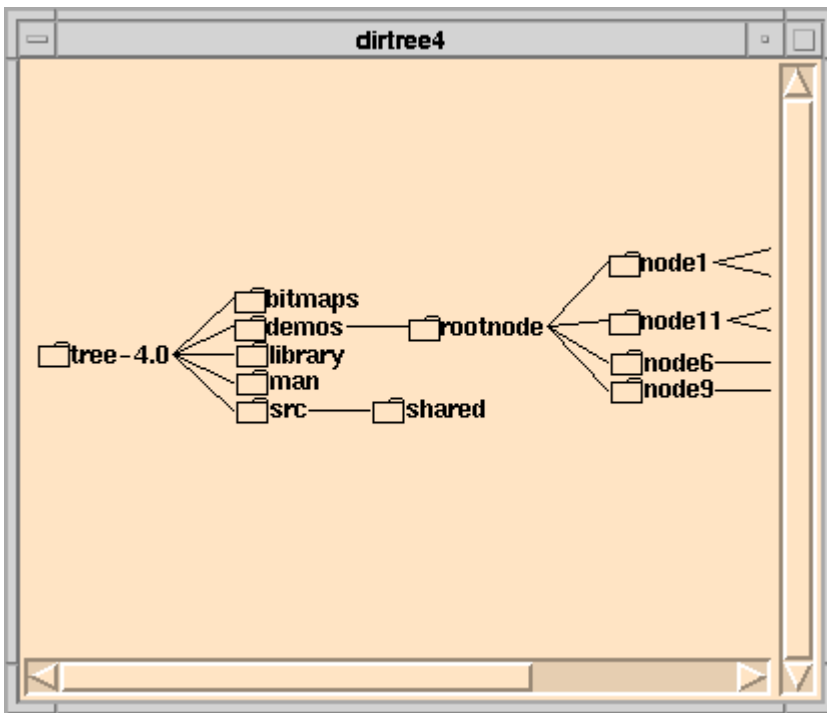 dirtree4
node1
bitmaps
demos
rootnode
node11
tree-4.0
library
node6
man
node9
src
shared